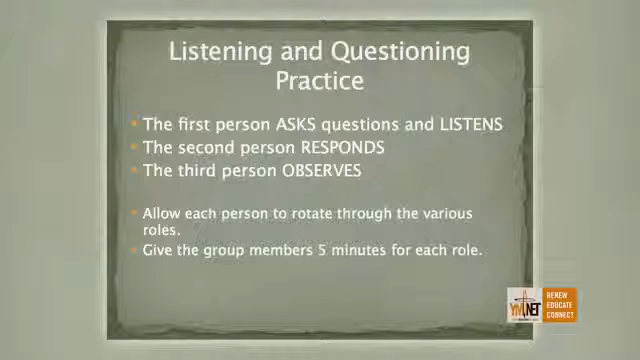 Listening and Questioning
Practice
The first person ASKS questions and LISTENS
The second person RESPONDS
The third person OBSERVES
Allow each person to rotate through the various
roles.
Give the group members 5 minutes for each role.
YM NET
RENEW
EDUCATE
CONNECT